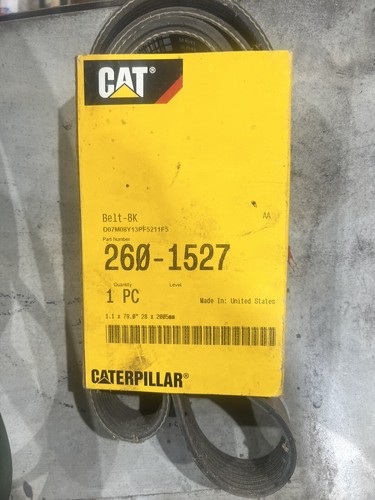 CAT®
Belt-8K
AA
D07M08Y13PF5211F5
Part Number
260-1527
Quantity Level
1 PC
Made In: United States
1.1 x 79.0" 28 x 2005mm
CATERPILLAR®